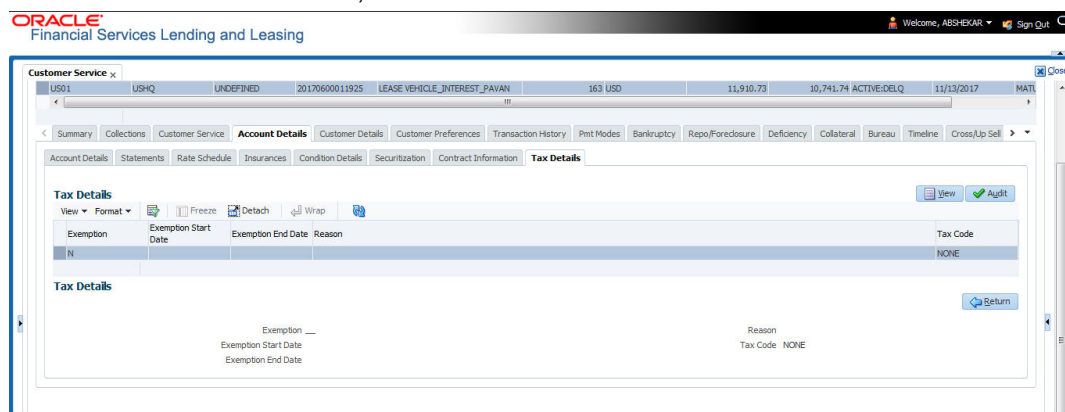 ORACLE
Welcome, ABSHEKAR
Sign Out
Financial Services Lending and Leasing
Customer Service
Close
US01 USHQ UNDEFINED 20170600011925 LEASE VEHICLE_INTEREST_PAVAN 163 USD 11,910.73 10,741.74 ACTIVE:DELQ 11/13/2017
Summary Collections Customer Service Account Details Customer Details Customer Preferences Transaction History Pmt Modes Bankruptcy Repo/Foreclosure Deficiency Collateral Bureau Timeline Cross/Up Sell
Account Details Statements Rate Schedule Insurances Condition Details Securitization Contract Information Tax Details
Tax Details
View Audit
View Format Freeze Detach Wrap
Exemption Exemption Start Date Exemption End Date Reason Tax Code
N NONE
Tax Details
Return
Exemption __ Reason
Exemption Start Date Tax Code NONE
Exemption End Date